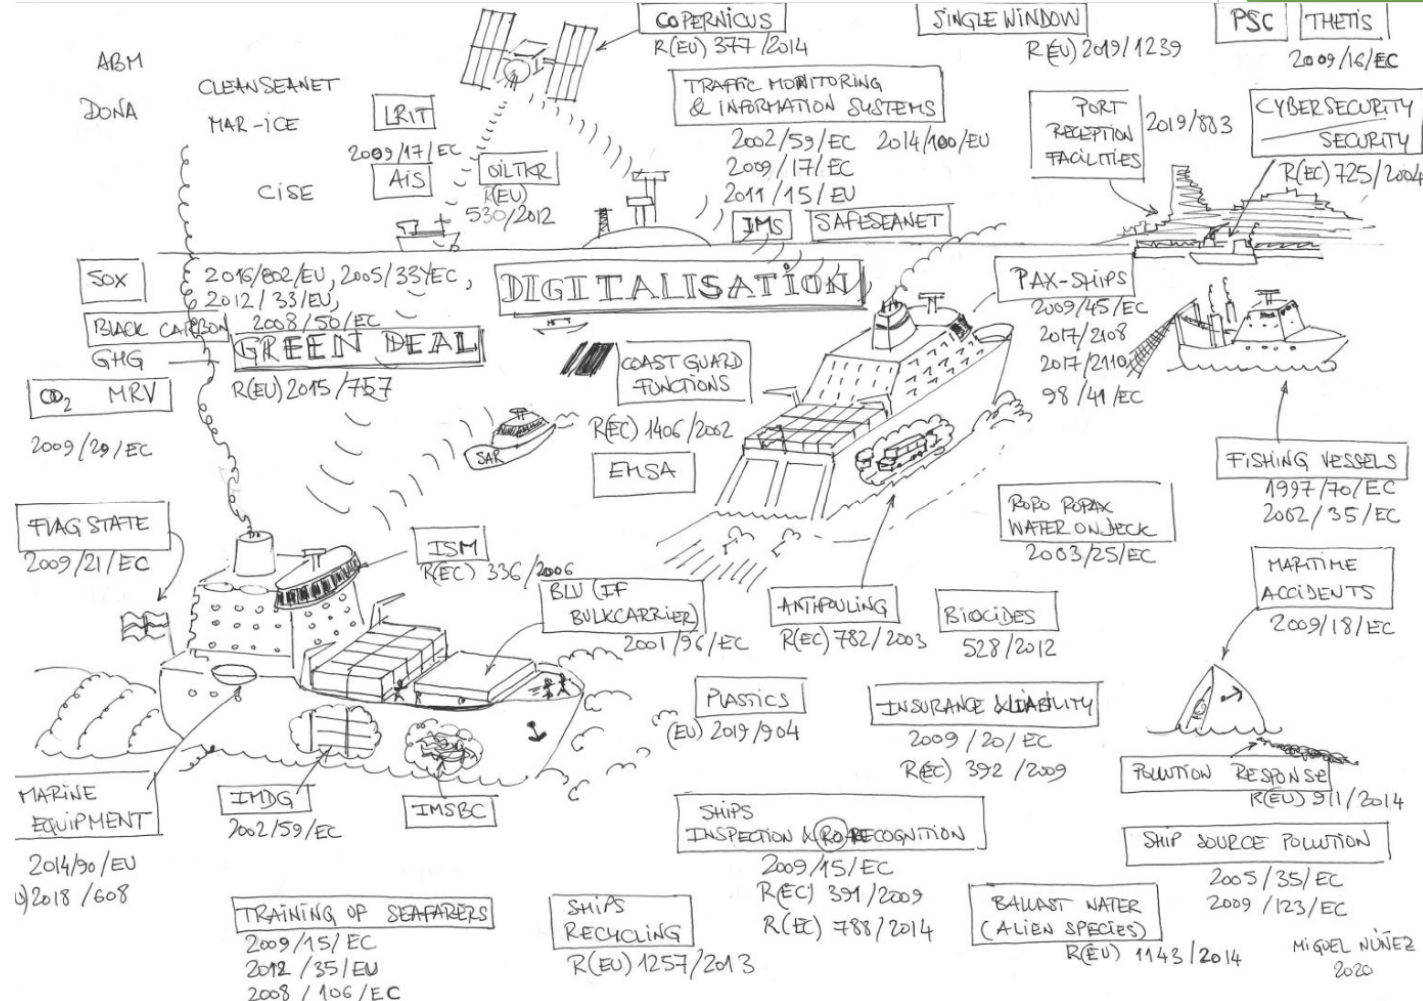 COPERNICUS
R(EU) 377/2014
SINGLE WINDOW
R(EU) 2019/1239
PSC
THETIS
2009/16/EC
ABM
DONA
CLEANSEANET
MAR-ICE
CISE
LRIT
2009/17/EC
AIS
OILTKR
R(EU)
530/2012
TRAFFIC MONITORING
& INFORMATION SYSTEMS
2002/59/EC 2014/100/EU
2009/17/EC
2011/15/EU
IMS
SAFESEANET
PORT
RECEPTION
FACILITIES
2019/883
CYBERSECURITY
SECURITY
R(EC) 725/2004
SOX
2016/802/EU, 2005/33/EC,
2012/33/EU,
2008/50/EC
BLACK CARBON
GHG
GREEN DEAL
R(EU) 2015/757
CO2 MRV
2009/29/EC
DIGITALISATION
COAST GUARD
FUNCTIONS
R(EC) 1406/2002
EMSA
SAR
PAX-SHIPS
2009/45/EC
2017/2108
2017/2110
98/41/EC
FISHING VESSELS
1997/70/EC
2002/35/EC
FLAG STATE
2009/21/EC
ISM
R(EC) 336/2006
BLU (IF
BULKCARRIER)
2001/96/EC
RORO ROPAX
WATER ON DECK
2003/25/EC
ANTIFOULING
R(EC) 782/2003
BIOCIDES
528/2012
MARITIME
ACCIDENTS
2009/18/EC
PLASTICS
(EU) 2019/904
INSURANCE & LIABILITY
2009/20/EC
R(EC) 392/2009
POLLUTION RESPONSE
R(EU) 911/2014
MARINE
EQUIPMENT
2014/90/EU
)2018/608
IMDG
2002/59/EC
IMSBC
SHIPS
INSPECTION & RO RECOGNITION
2009/15/EC
R(EC) 391/2009
R(EC) 788/2014
SHIP SOURCE POLLUTION
2005/35/EC
2009/123/EC
TRAINING OF SEAFARERS
2009/15/EC
2012/35/EU
2008/106/EC
SHIPS
RECYCLING
R(EU) 1257/2013
BALLAST WATER
(ALIEN SPECIES)
R(EU) 1143/2014
MIGUEL NÚÑEZ
2020